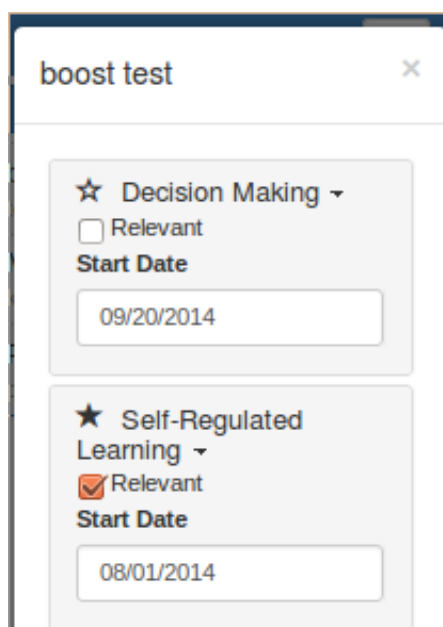 boost test
×
Decision Making
Relevant
Start Date
09/20/2014
Self-Regulated
Learning
Relevant
Start Date
08/01/2014